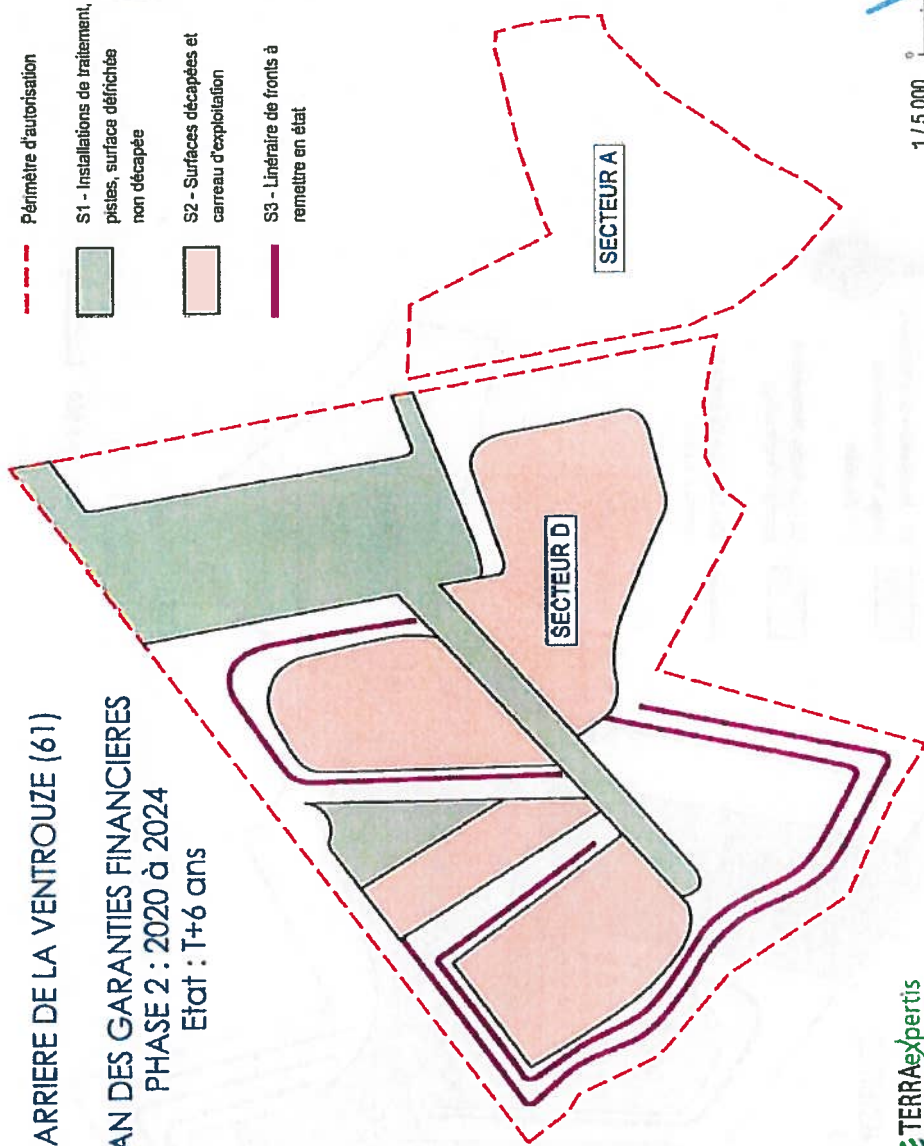 ARRIERE DE LA VENTROUZE (61)
AN DES GARANTIES FINANCIERES
PHASE 2 : 2020 à 2024
Etat : T+6 ans
Périmètre d'autorisation
S1 - Installations de traitement,
pistes, surface défrichée
non décapée
S2 - Surfaces décapées et
carreau d'exploitation
S3 - Linéraire de fronts à
remettre en état
SECTEUR A
SECTEUR D
TERRAexpertis
1 / 5 000
0